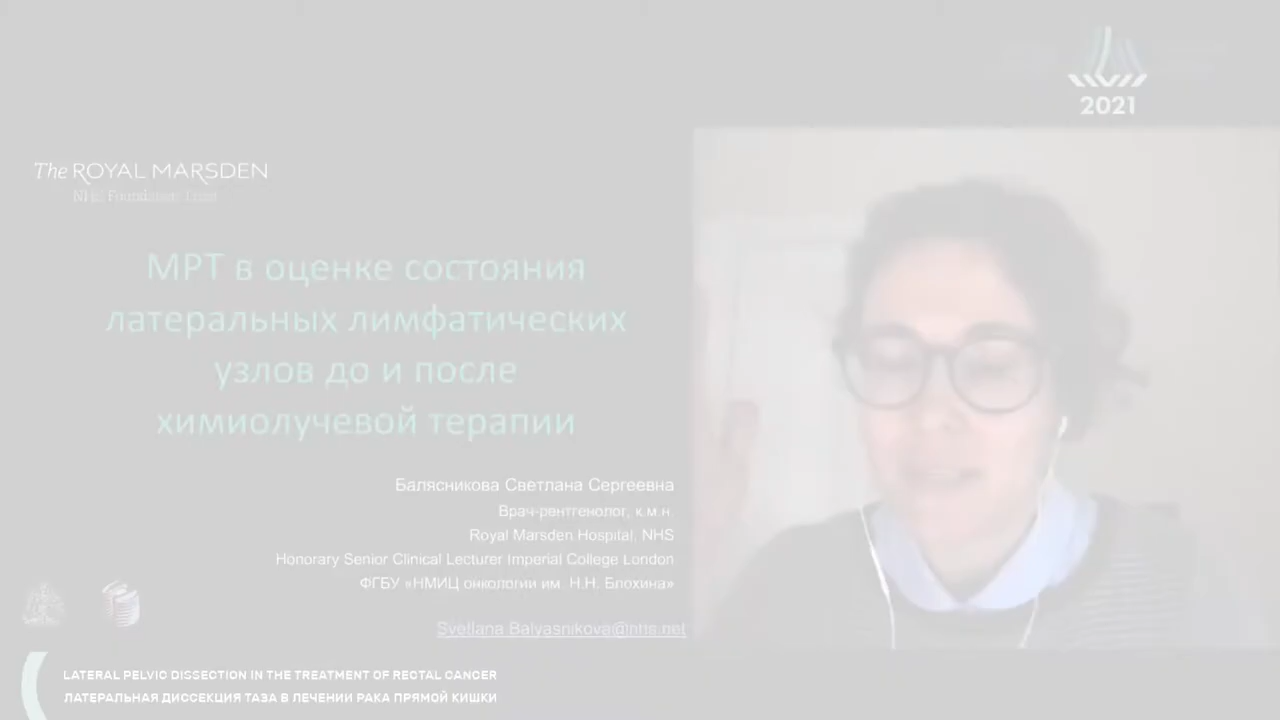 2021
The ROYAL MARSDEN
NHS Foundation Trust
МРТ в оценке состояния
латеральных лимфатических
узлов до и после
химиолучевой терапии
Балясникова Светлана Сергеевна
Врач-рентгенолог, к.м.н.
Royal Marsden Hospital, NHS
Honorary Senior Clinical Lecturer Imperial College London
ФГБУ «НМИЦ онкологии им. Н.Н. Блохина»
Svetlana.Balyasnikova@nhs.net
LATERAL PELVIC DISSECTION IN THE TREATMENT OF RECTAL CANCER
ЛАТЕРАЛЬНАЯ ДИССЕКЦИЯ ТАЗА В ЛЕЧЕНИИ РАКА ПРЯМОЙ КИШКИ